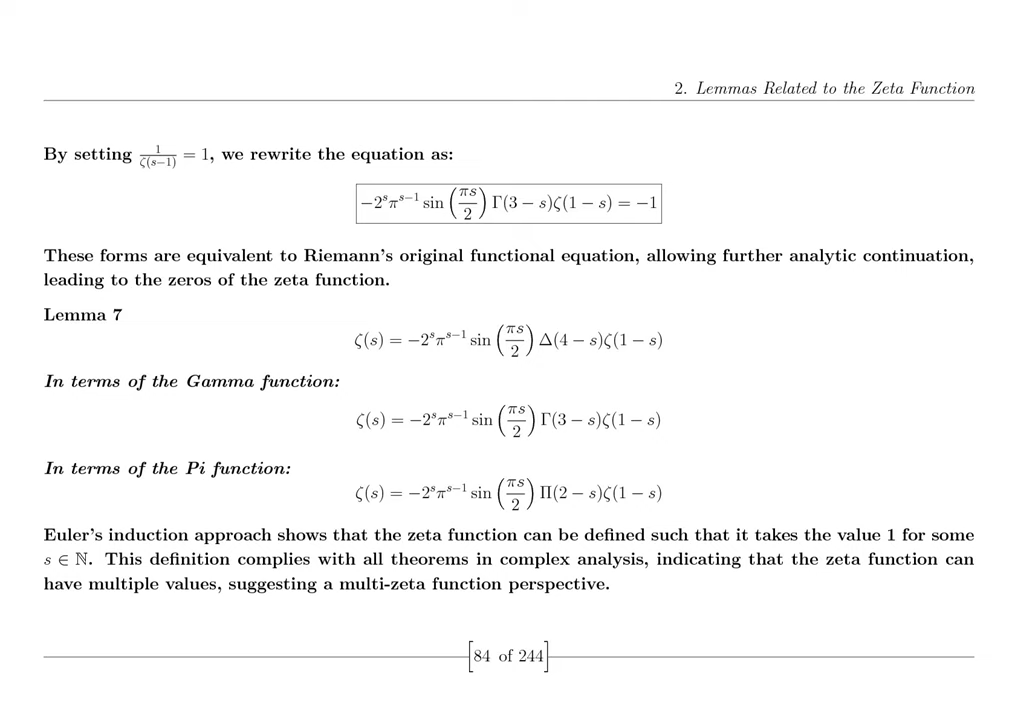 2. Lemmas Related to the Zeta Function
By setting 1/ζ(s−1) = 1, we rewrite the equation as:
−2^s π^{s−1} sin(πs/2) Γ(3 − s)ζ(1 − s) = −1
These forms are equivalent to Riemann's original functional equation, allowing further analytic continuation,
leading to the zeros of the zeta function.
Lemma 7
ζ(s) = −2^s π^{s−1} sin(πs/2) Δ(4 − s)ζ(1 − s)
In terms of the Gamma function:
ζ(s) = −2^s π^{s−1} sin(πs/2) Γ(3 − s)ζ(1 − s)
In terms of the Pi function:
ζ(s) = −2^s π^{s−1} sin(πs/2) Π(2 − s)ζ(1 − s)
Euler's induction approach shows that the zeta function can be defined such that it takes the value 1 for some
s ∈ ℕ. This definition complies with all theorems in complex analysis, indicating that the zeta function can
have multiple values, suggesting a multi-zeta function perspective.
[84 of 244]